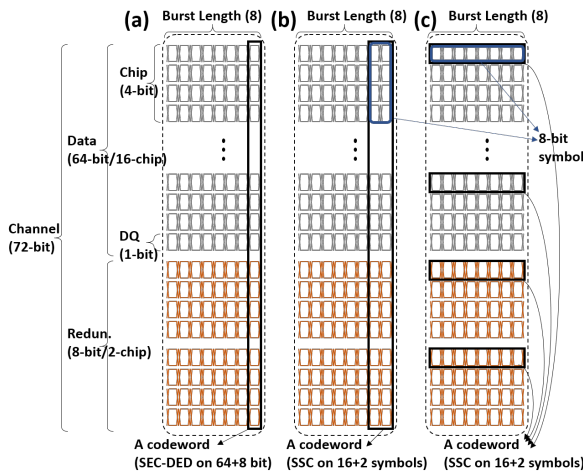 (a)
Burst Length (8)
(b)
Burst Length (8)
(c)
Burst Length (8)
Chip
(4-bit)
Data
(64-bit/16-chip)
8-bit
symbol
Channel
(72-bit)
DQ
(1-bit)
Redun.
(8-bit/2-chip)
A codeword
(SEC-DED on 64+8 bit)
A codeword
(SSC on 16+2 symbols)
A codeword
(SSC on 16+2 symbols)